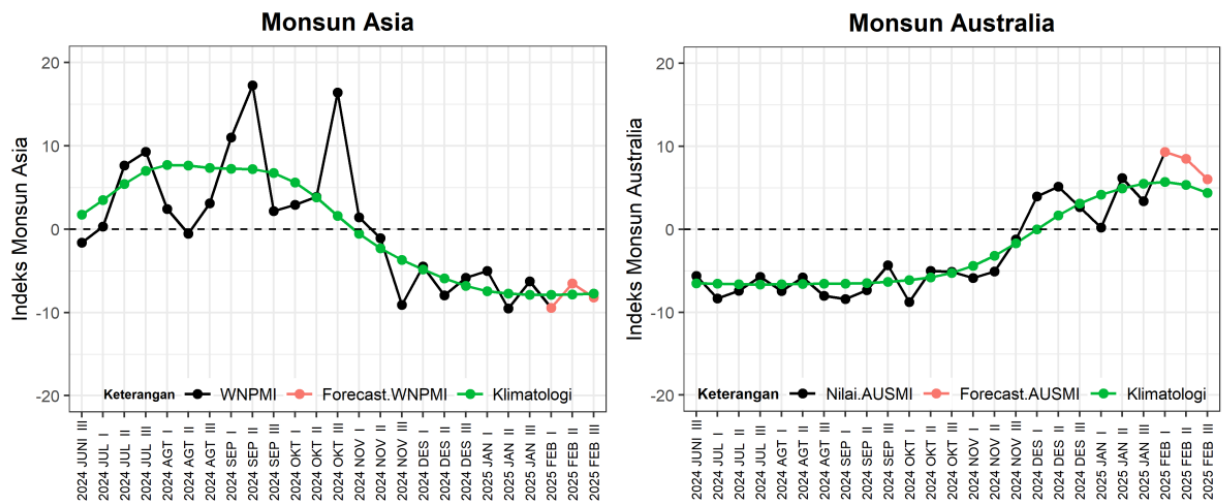 Monsun Asia
Indeks Monsun Asia
20
10
0
-10
-20
Keterangan WNPMI Forecast.WNPMI Klimatologi
2024 JUNI III
2024 JUL I
2024 JUL II
2024 JUL III
2024 AGT I
2024 AGT II
2024 AGT III
2024 SEP I
2024 SEP II
2024 SEP III
2024 OKT I
2024 OKT II
2024 OKT III
2024 NOV I
2024 NOV II
2024 NOV III
2024 DES I
2024 DES II
2024 DES III
2025 JAN I
2025 JAN II
2025 JAN III
2025 FEB I
2025 FEB II
2025 FEB III
Monsun Australia
Indeks Monsun Australia
20
10
0
-10
-20
Keterangan Nilai.AUSMI Forecast.AUSMI Klimatologi
2024 JUNI III
2024 JUL I
2024 JUL II
2024 JUL III
2024 AGT I
2024 AGT II
2024 AGT III
2024 SEP I
2024 SEP II
2024 SEP III
2024 OKT I
2024 OKT II
2024 OKT III
2024 NOV I
2024 NOV II
2024 NOV III
2024 DES I
2024 DES II
2024 DES III
2025 JAN I
2025 JAN II
2025 JAN III
2025 FEB I
2025 FEB II
2025 FEB III